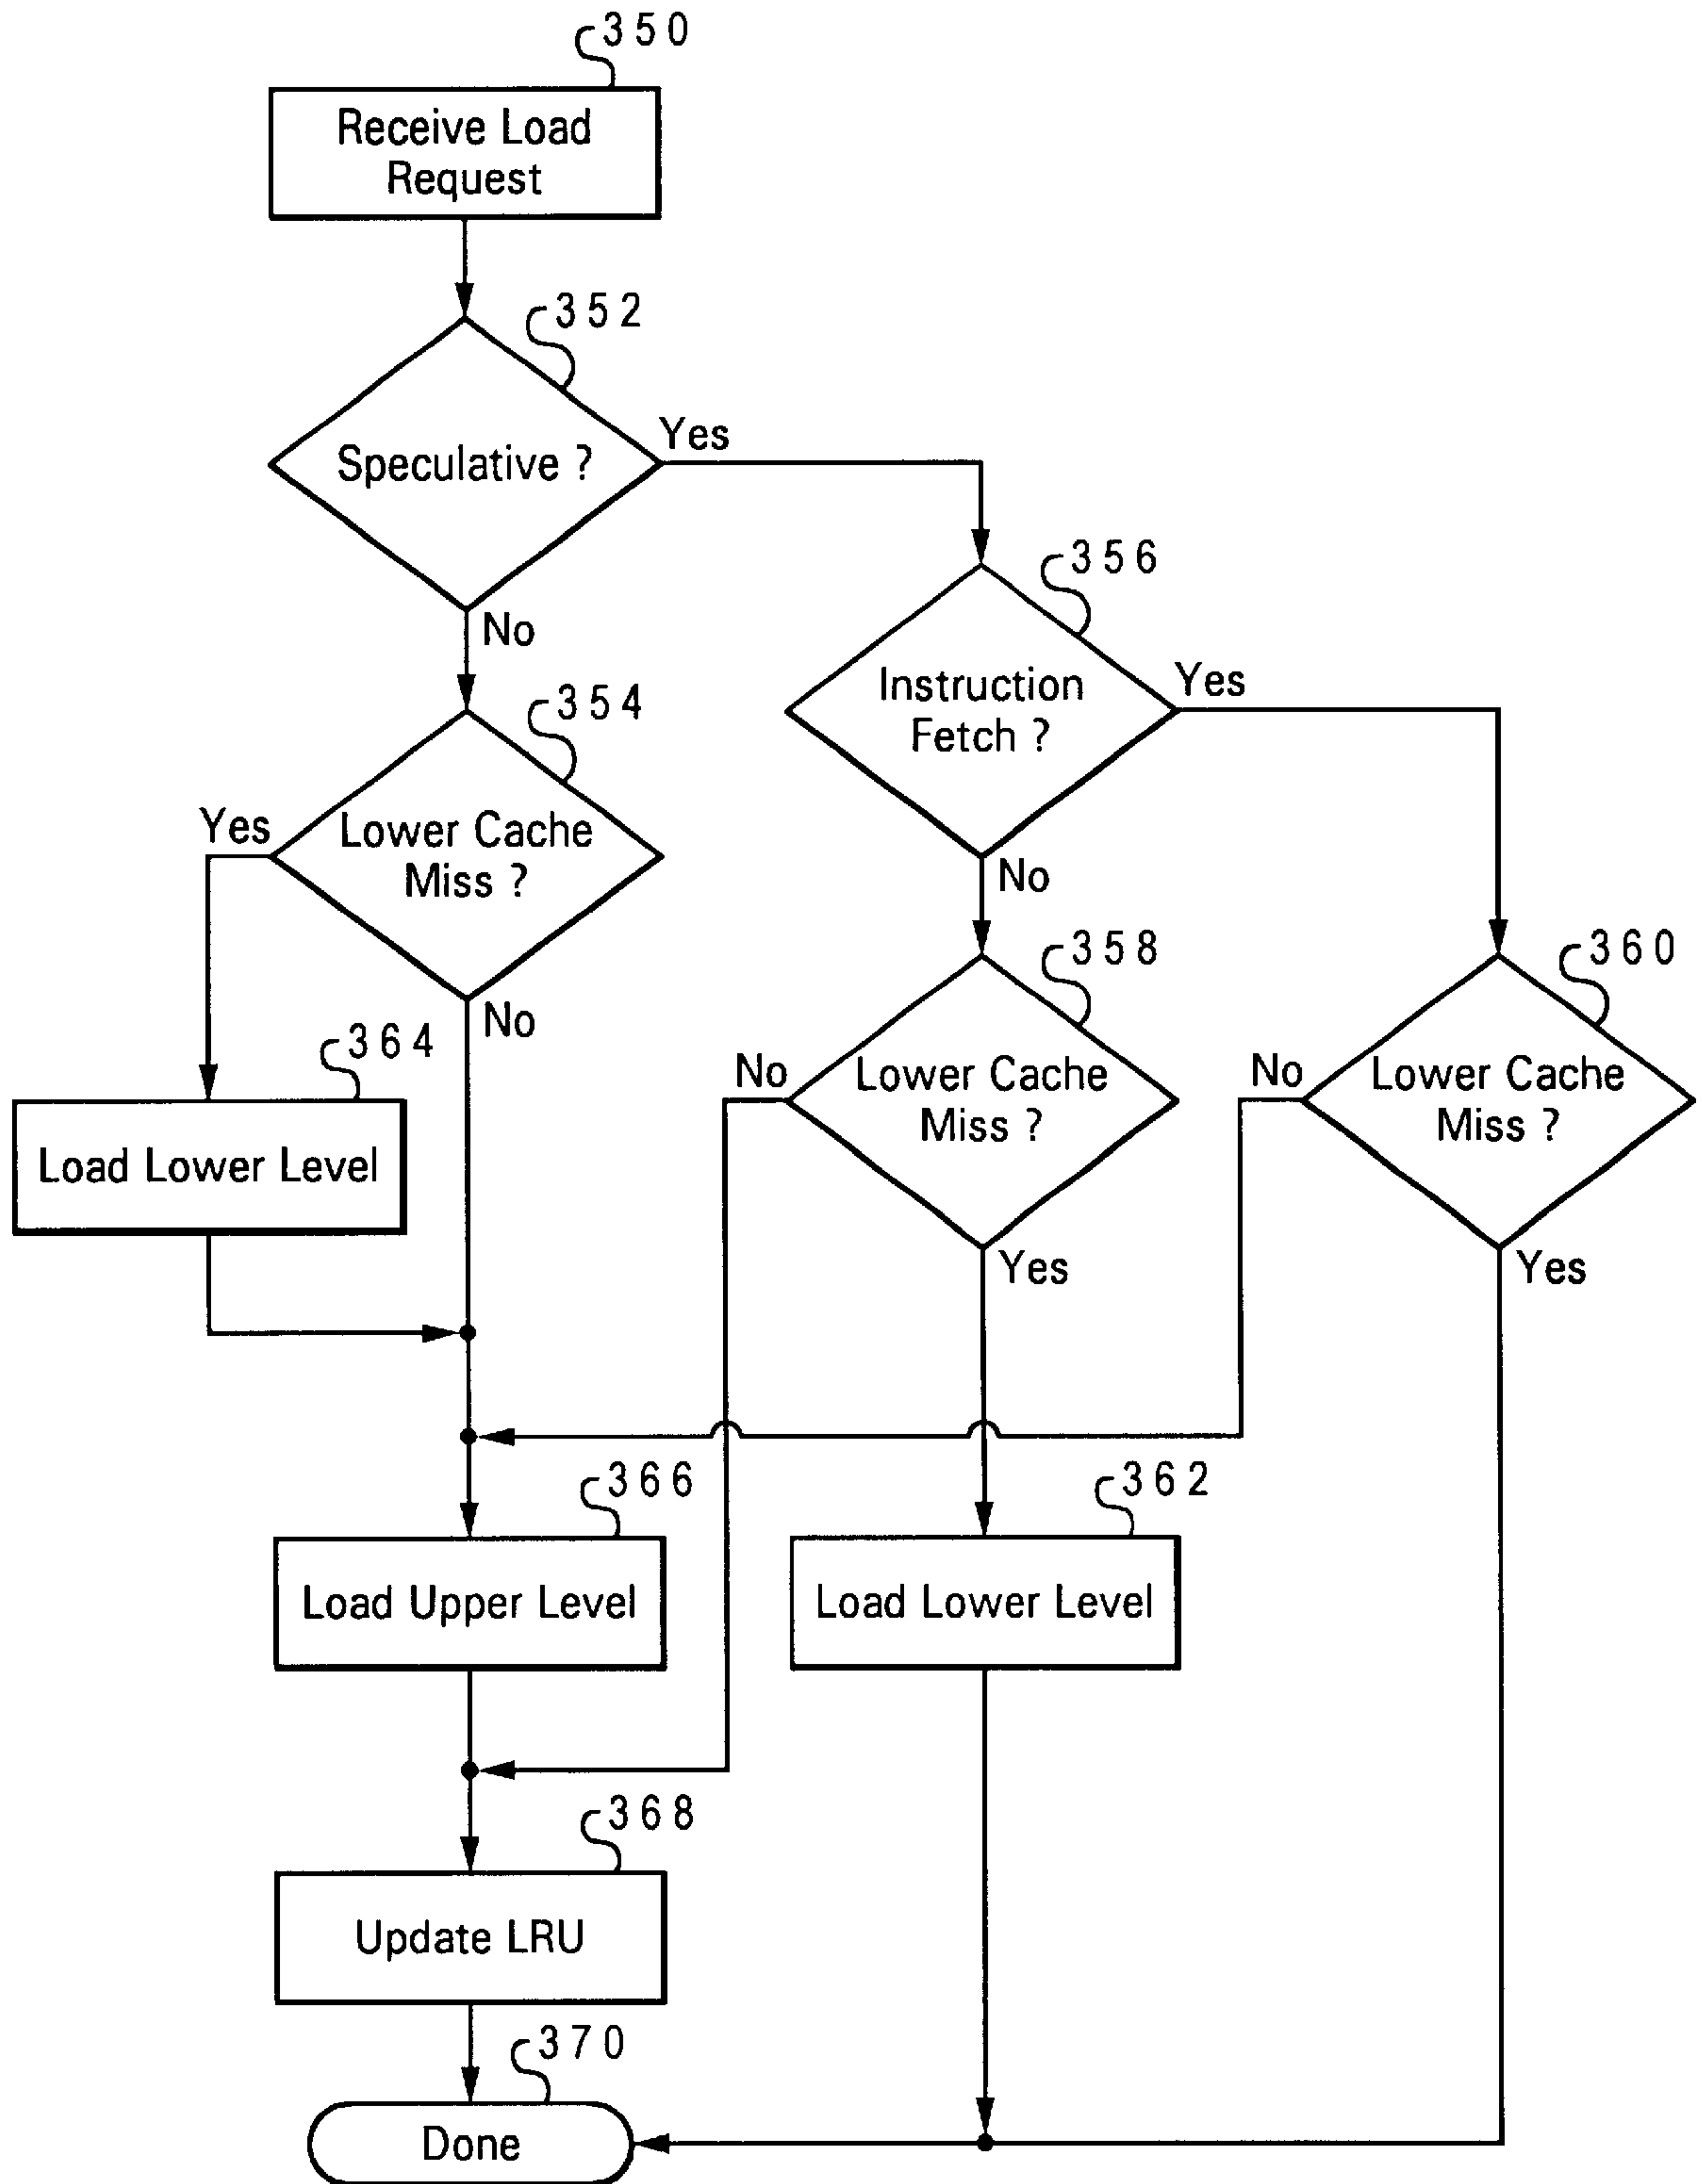 350
Receive Load
Request
352
Speculative ?
Yes
No
356
Instruction
Fetch ?
Yes
No
354
Lower Cache
Miss ?
Yes
No
358
Lower Cache
Miss ?
No
Yes
360
Lower Cache
Miss ?
No
Yes
364
Load Lower Level
366
Load Upper Level
362
Load Lower Level
368
Update LRU
370
Done